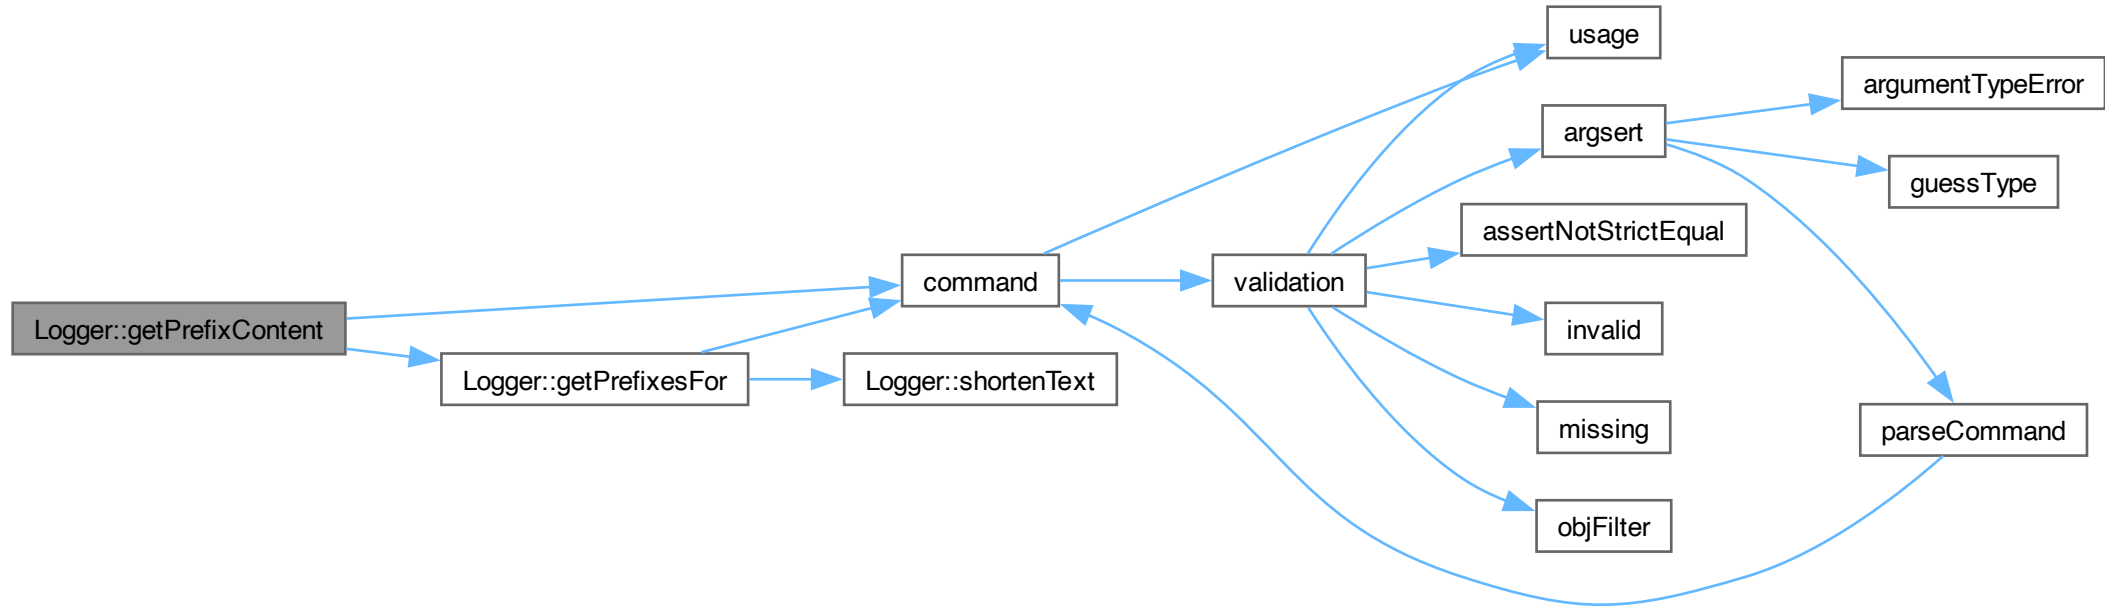 Logger::getPrefixContent
Logger::getPrefixesFor
command
Logger::shortenText
validation
usage
argsert
assertNotStrictEqual
invalid
missing
objFilter
argumentTypeError
guessType
parseCommand